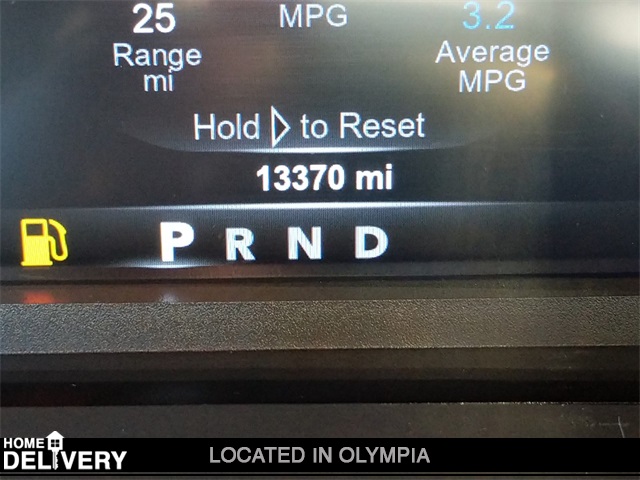 25 MPG 3.2
Range Average
mi MPG
Hold ▷ to Reset
13370 mi
P R N D
HOME
DELIVERY
LOCATED IN OLYMPIA